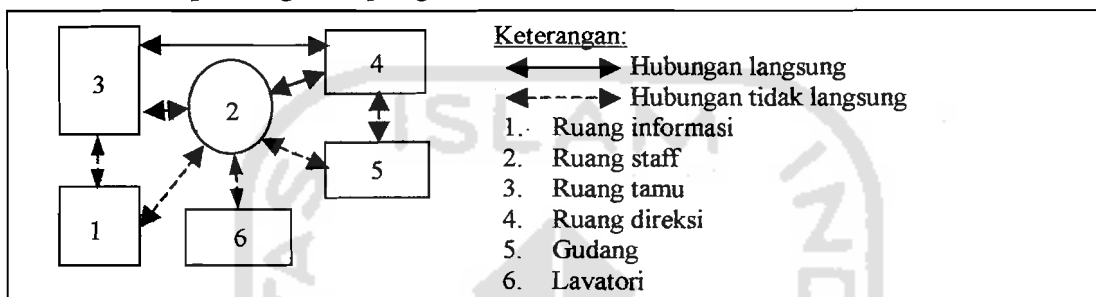 3
4
2
5
1
6
Keterangan:
Hubungan langsung
Hubungan tidak langsung
1. Ruang informasi
2. Ruang staff
3. Ruang tamu
4. Ruang direksi
5. Gudang
6. Lavatori
ISLAM